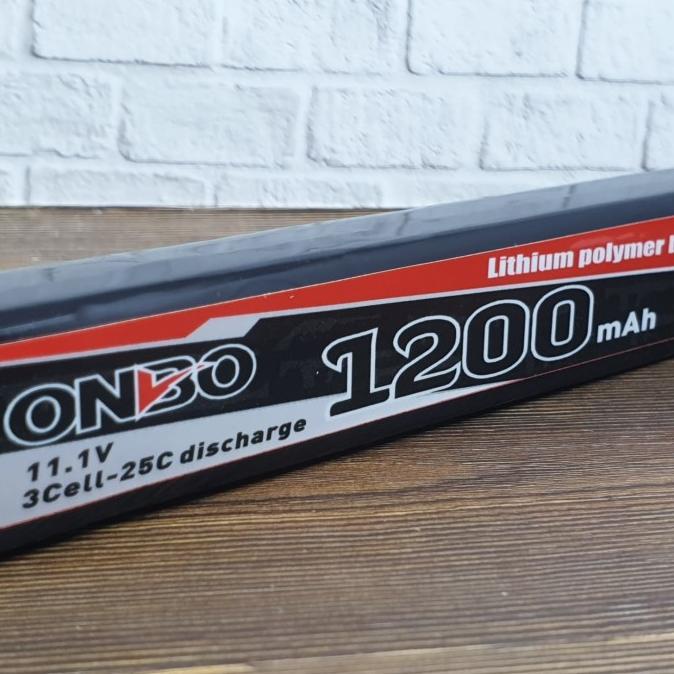 Lithium polymer
ONBO
1200mAh
11.1V
3Cell-25C discharge